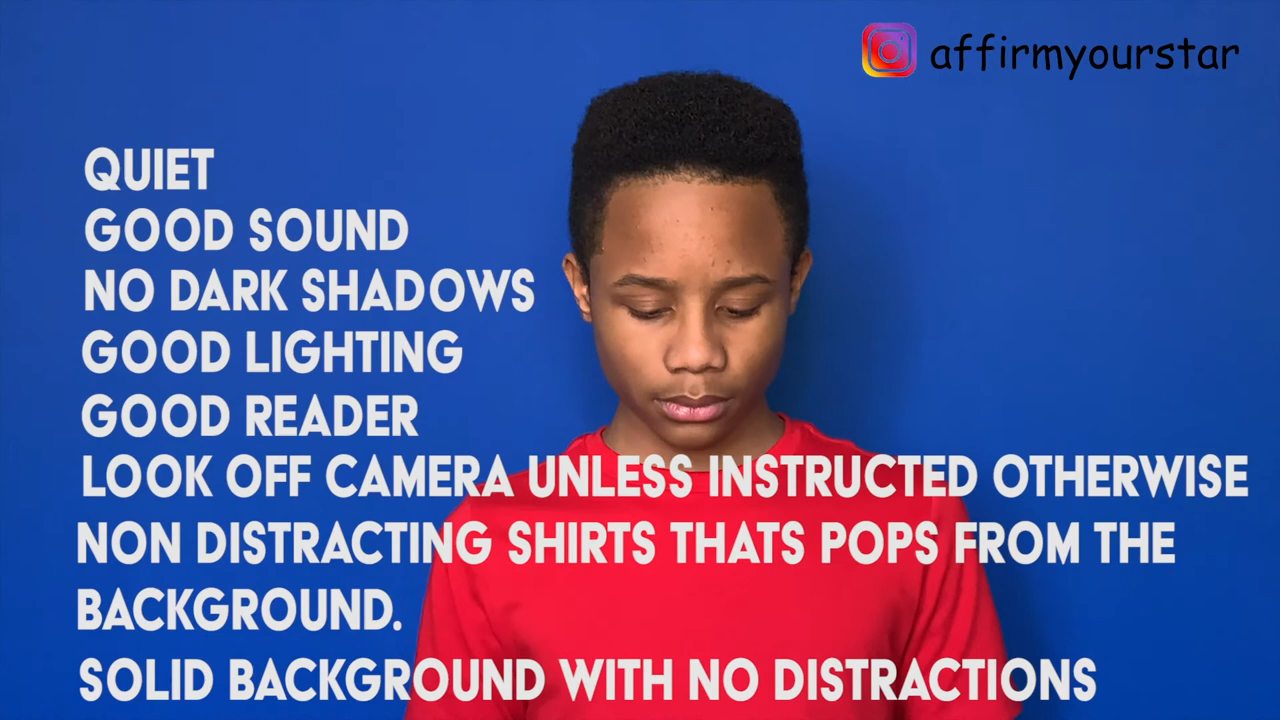 affirmyourstar
QUIET
GOOD SOUND
NO DARK SHADOWS
GOOD LIGHTING
GOOD READER
LOOK OFF CAMERA UNLESS INSTRUCTED OTHERWISE
NON DISTRACTING SHIRTS THATS POPS FROM THE
BACKGROUND.
SOLID BACKGROUND WITH NO DISTRACTIONS